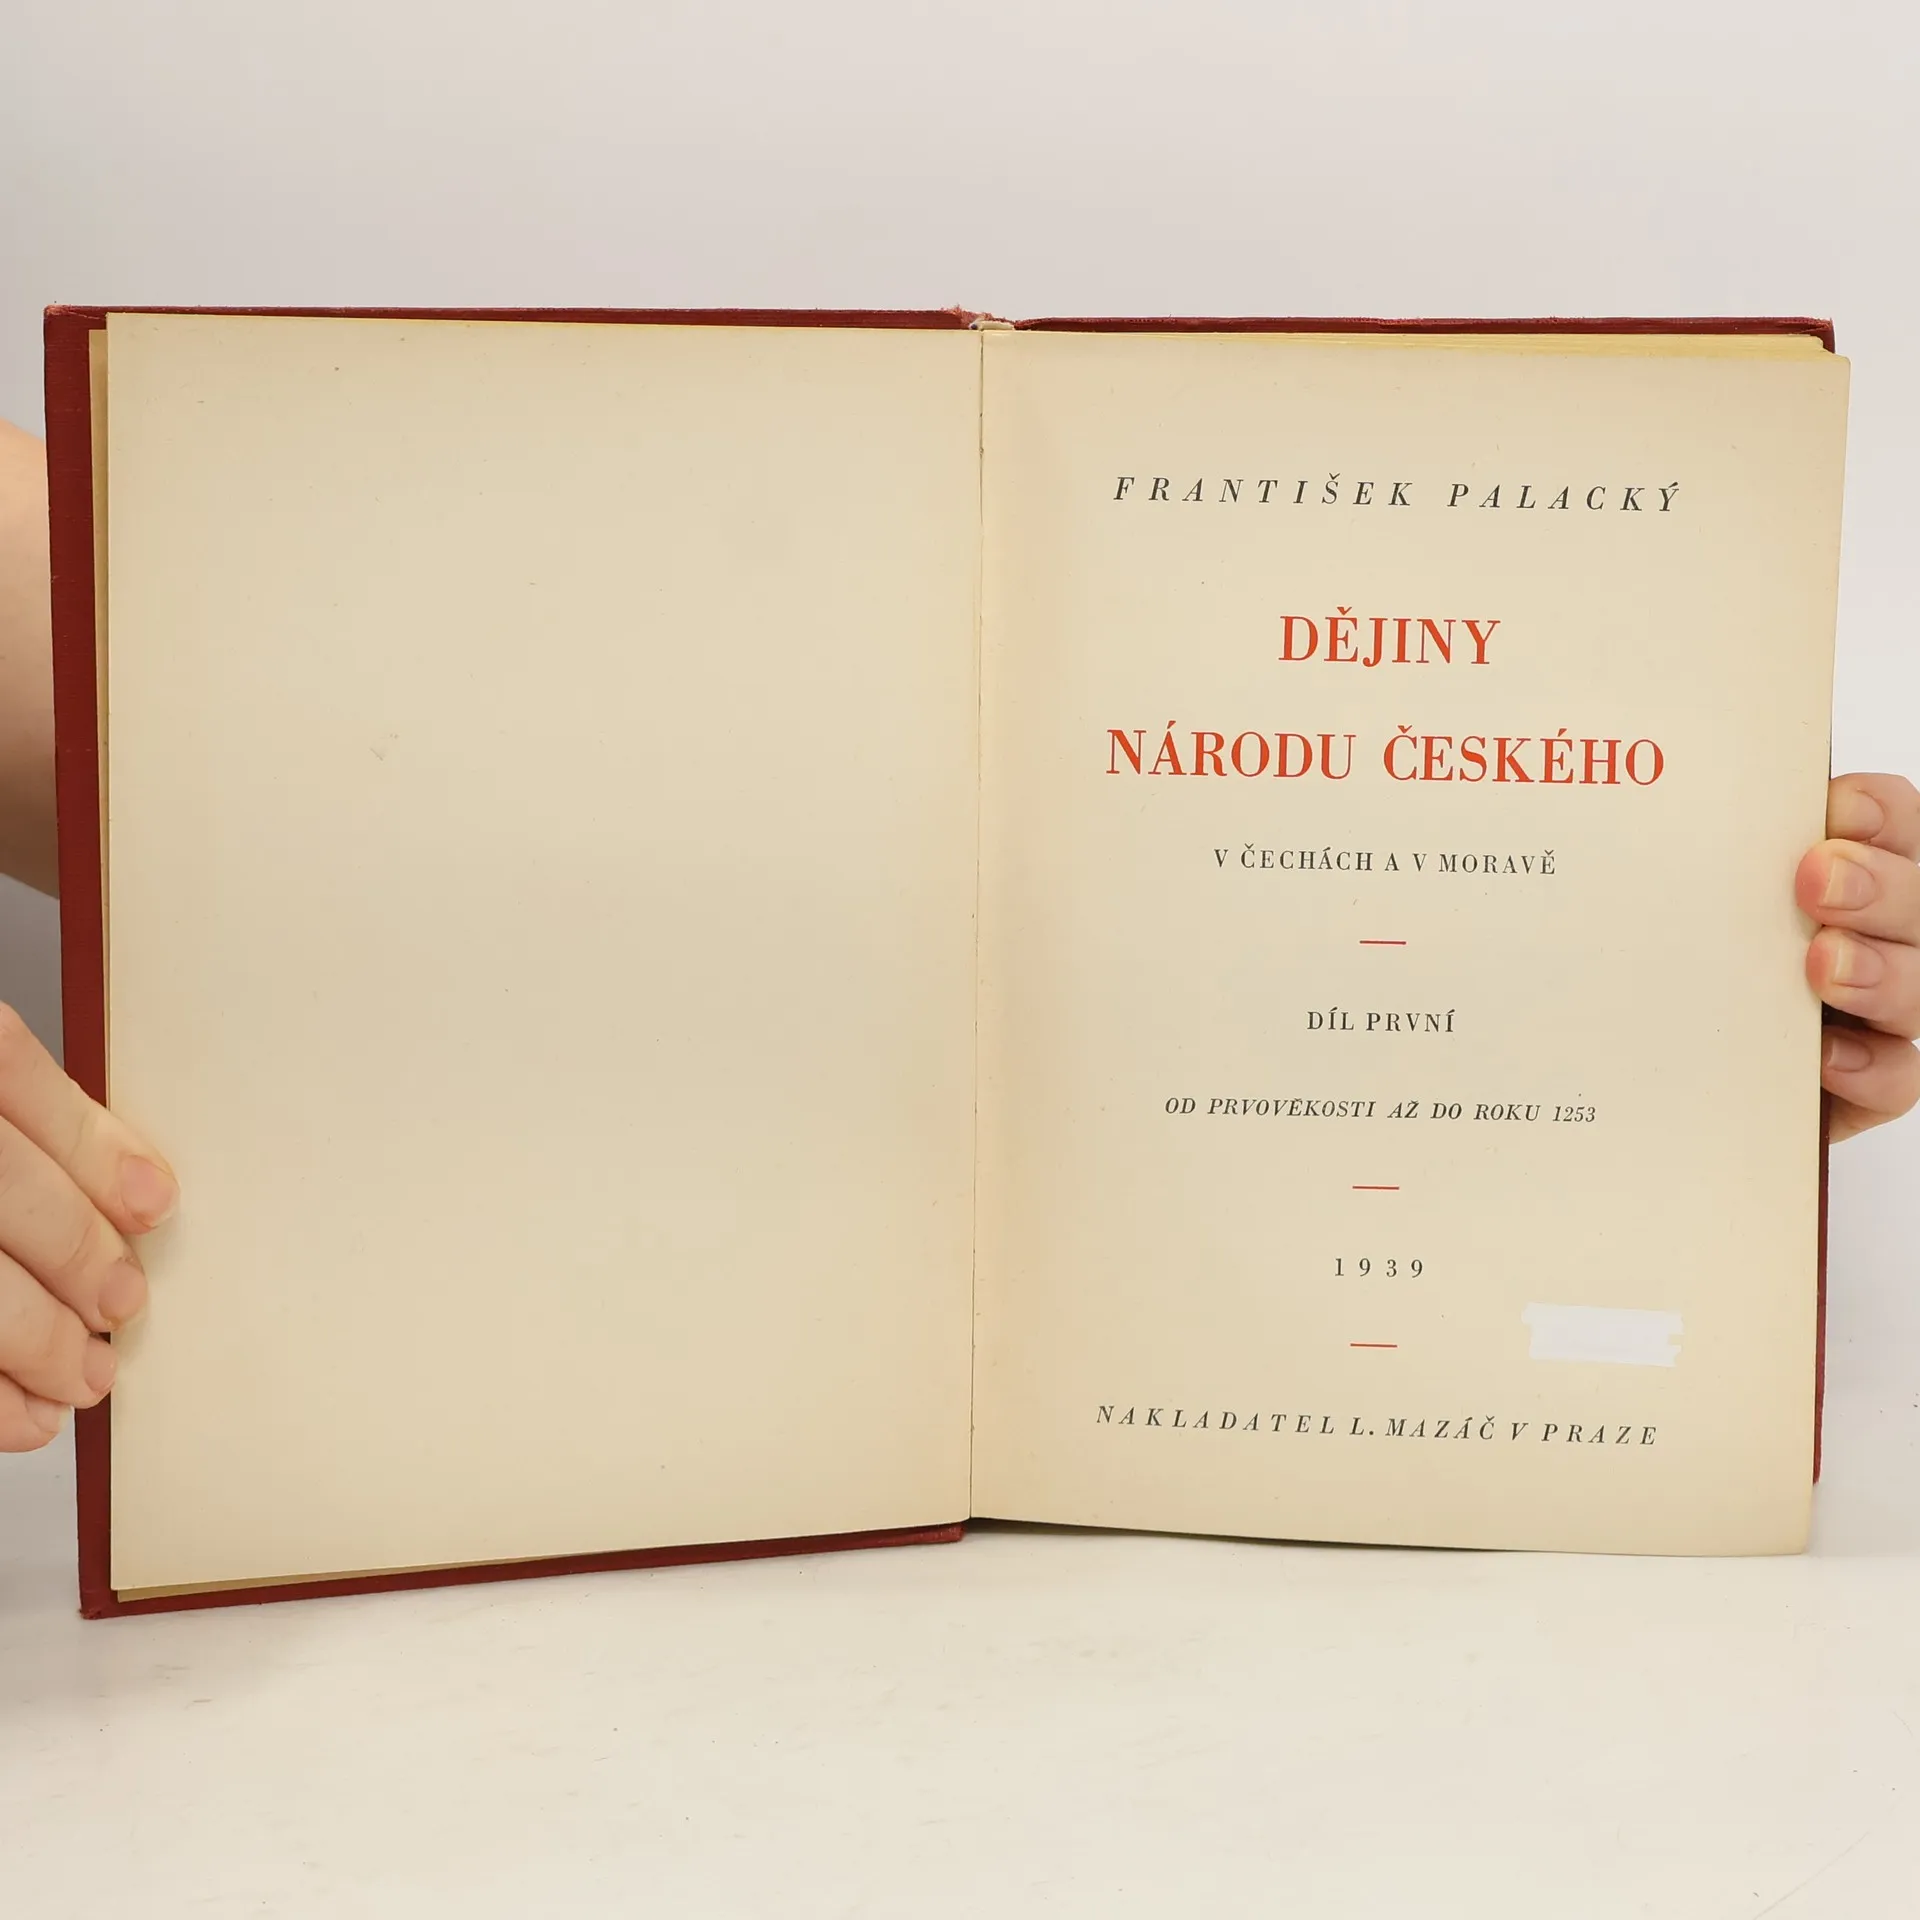 FRANTIŠEK PALACKÝ
DĚJINY
NÁRODU ČESKÉHO
V ČECHÁCH A V MORAVĚ
DÍL PRVNÍ
OD PRVOVĚKOSTI AŽ DO ROKU 1253
1939
NAKLADATEL L. MAZÁČ V PRAZE